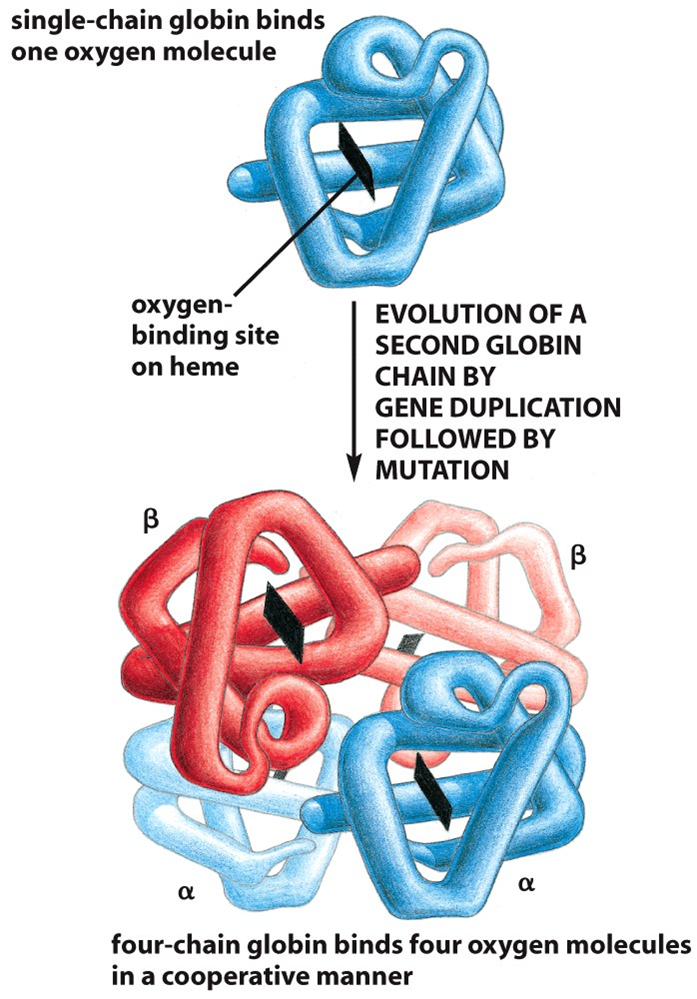 single-chain globin binds
one oxygen molecule
oxygen-
binding site
on heme
EVOLUTION OF A
SECOND GLOBIN
CHAIN BY
GENE DUPLICATION
FOLLOWED BY
MUTATION
β
β
α
α
four-chain globin binds four oxygen molecules
in a cooperative manner